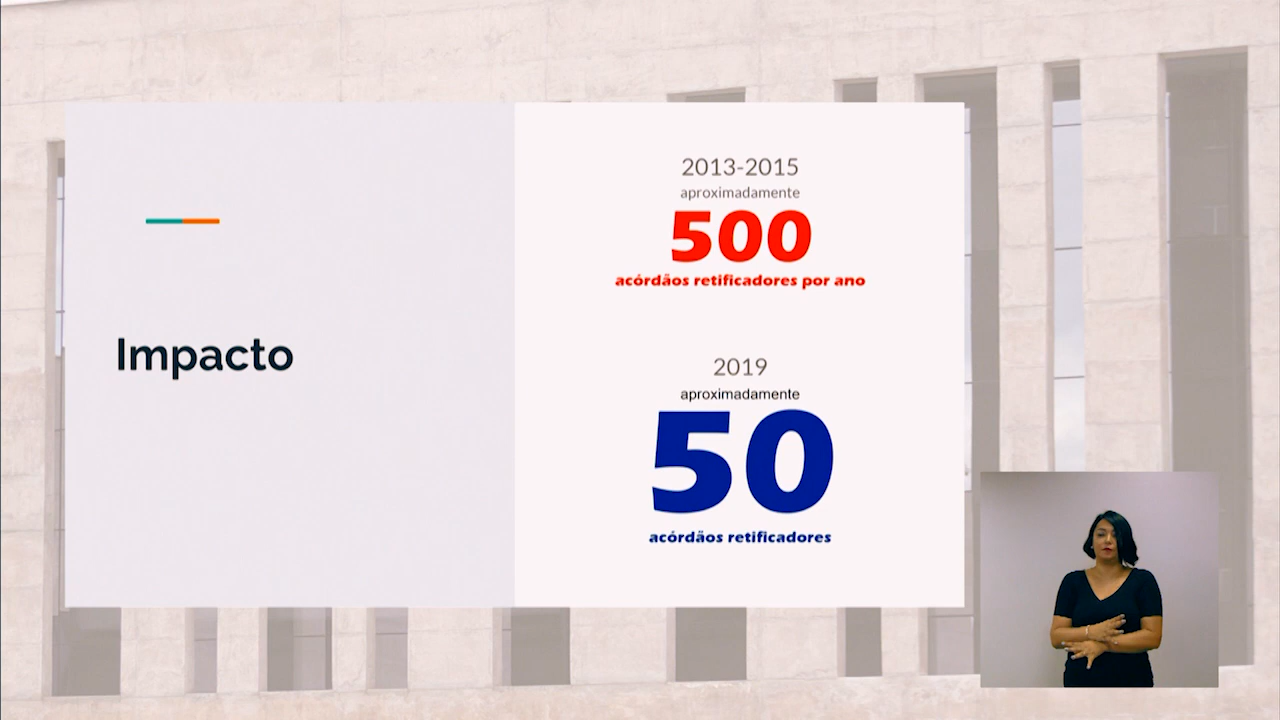 Impacto
2013-2015
aproximadamente
500
acórdãos retificadores por ano
2019
aproximadamente
50
acórdãos retificadores